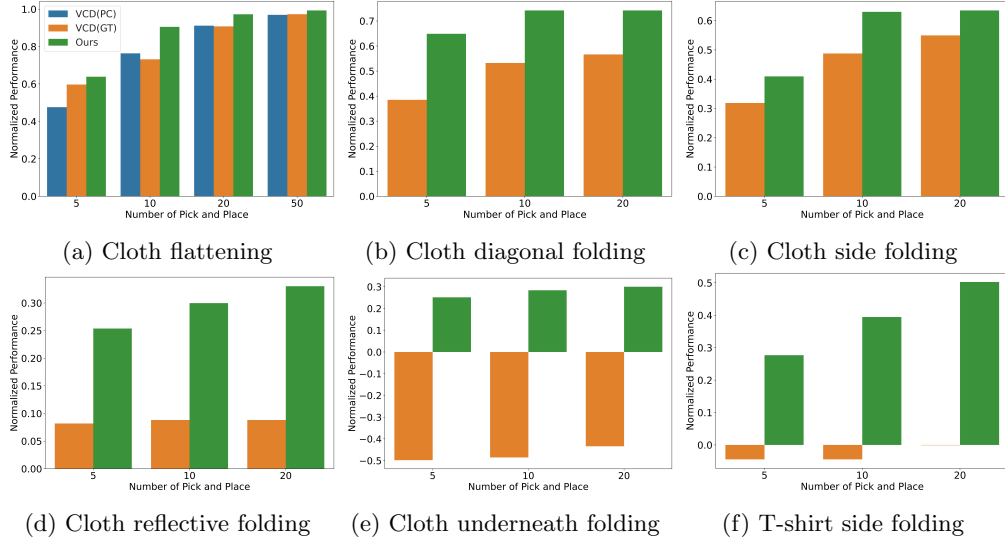 Normalized Performance
1.0
0.8
0.6
0.4
0.2
0.0
VCD(PC)
VCD(GT)
Ours
5 10 20 50
Number of Pick and Place
(a) Cloth flattening
Normalized Performance
0.7
0.6
0.5
0.4
0.3
0.2
0.1
0.0
5 10 20
Number of Pick and Place
(b) Cloth diagonal folding
Normalized Performance
0.6
0.5
0.4
0.3
0.2
0.1
0.0
5 10 20
Number of Pick and Place
(c) Cloth side folding
Normalized Performance
0.30
0.25
0.20
0.15
0.10
0.05
0.00
5 10 20
Number of Pick and Place
(d) Cloth reflective folding
Normalized Performance
0.3
0.2
0.1
0.0
−0.5
−0.2
−0.3
−0.4
−0.5
5 10 20
Number of Pick and Place
(e) Cloth underneath folding
Normalized Performance
0.5
0.4
0.3
0.2
0.1
0.0
5 10 20
Number of Pick and Place
(f) T-shirt side folding